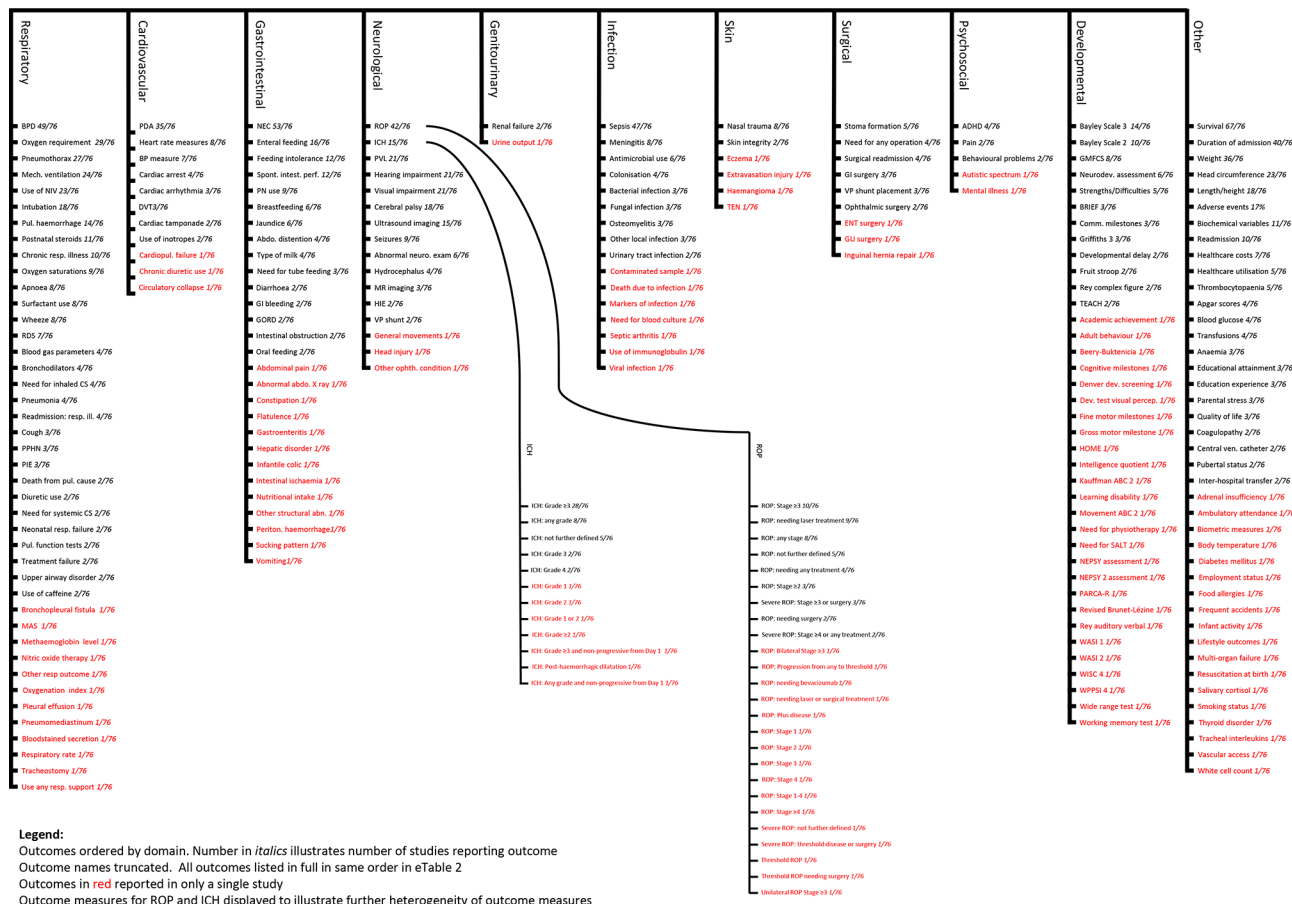 Respiratory
BPD 49/76
Oxygen requirement 29/76
Pneumothorax 27/76
Mech. ventilation 24/76
Use of NIV 23/76
Intubation 18/76
Pul. haemorrhage 14/76
Postnatal steroids 11/76
Chronic resp. illness 10/76
Oxygen saturations 9/76
Apnoea 8/76
Surfactant use 8/76
Wheeze 8/76
RDS 7/76
Blood gas parameters 4/76
Bronchodilators 4/76
Need for inhaled CS 4/76
Pneumonia 4/76
Readmission: resp. ill. 4/76
Cough 3/76
PPHN 3/76
PIE 3/76
Death from pul. cause 2/76
Diuretic use 2/76
Need for systemic CS 2/76
Neonatal resp. failure 2/76
Pul. function tests 2/76
Treatment failure 2/76
Upper airway disorder 2/76
Use of caffeine 2/76
Bronchopleural fistula 1/76
MAS 1/76
Methaemoglobin level 1/76
Nitric oxide therapy 1/76
Other resp outcome 1/76
Oxygenation index 1/76
Pleural effusion 1/76
Pneumomediastinum 1/76
Bloodstained secretion 1/76
Respiratory rate 1/76
Tracheostomy 1/76
Use any resp. support 1/76
Cardiovascular
PDA 35/76
Heart rate measures 8/76
BP measure 7/76
Cardiac arrest 4/76
Cardiac arrhythmia 3/76
DVT3/76
Cardiac tamponade 2/76
Use of inotropes 2/76
Cardiopul. failure 1/76
Chronic diuretic use 1/76
Circulatory collapse 1/76
Gastrointestinal
NEC 53/76
Enteral feeding 16/76
Feeding intolerance 12/76
Spont. intest. perf. 12/76
PN use 9/76
Breastfeeding 6/76
Jaundice 6/76
Abdo. distention 4/76
Type of milk 4/76
Need for tube feeding 3/76
Diarrhoea 2/76
GI bleeding 2/76
GORD 2/76
Intestinal obstruction 2/76
Oral feeding 2/76
Abdominal pain 1/76
Abnormal abdo. X ray 1/76
Constipation 1/76
Flatulence 1/76
Gastroenteritis 1/76
Hepatic disorder 1/76
Infantile colic 1/76
Intestinal ischaemia 1/76
Nutritional intake 1/76
Other structural abn. 1/76
Periton. haemorrhage1/76
Sucking pattern 1/76
Vomiting1/76
Neurological
ROP 42/76
ICH 15/76
PVL 21/76
Hearing impairment 21/76
Visual impairment 21/76
Cerebral palsy 18/76
Ultrasound imaging 15/76
Seizures 9/76
Abnormal neuro. exam 6/76
Hydrocephalus 4/76
MR imaging 3/76
HIE 2/76
VP shunt 2/76
General movements 1/76
Head injury 1/76
Other ophth. condition 1/76
ICH
ICH: Grade ≥3 28/76
ICH: any grade 8/76
ICH: not further defined 5/76
ICH: Grade 3 2/76
ICH: Grade 4 2/76
ICH: Grade 1 1/76
ICH: Grade 2 1/76
ICH: Grade 1 or 2 1/76
ICH: Grade ≥2 1/76
ICH: Grade ≥3 and non-progressive from Day 1 1/76
ICH: Post-haemorrhagic dilatation 1/76
ICH: Any grade and non-progressive from Day 1 1/76
ROP
ROP: Stage ≥3 10/76
ROP: needing laser treatment 9/76
ROP: any stage 8/76
ROP: not further defined 5/76
ROP: needing any treatment 4/76
ROP: Stage ≥2 3/76
Severe ROP: Stage ≥3 or surgery 3/76
ROP: needing surgery 2/76
Severe ROP: Stage ≥4 or any treatment 2/76
ROP: Bilateral Stage ≥3 1/76
ROP: Progression from any to threshold 1/76
ROP: needing bevacizumab 1/76
ROP: needing laser or surgical treatment 1/76
ROP: Plus disease 1/76
ROP: Stage 1 1/76
ROP: Stage 2 1/76
ROP: Stage 3 1/76
ROP: Stage 4 1/76
ROP: Stage 1-4 1/76
ROP: Stage ≥4 1/76
Severe ROP: not further defined 1/76
Severe ROP: threshold disease or surgery 1/76
Threshold ROP 1/76
Threshold ROP needing surgery 1/76
Unilateral ROP Stage ≥3 1/76
Genitourinary
Renal failure 2/76
Urine output 1/76
Infection
Sepsis 47/76
Meningitis 8/76
Antimicrobial use 6/76
Colonisation 4/76
Bacterial infection 3/76
Fungal infection 3/76
Osteomyelitis 3/76
Other local infection 3/76
Urinary tract infection 2/76
Contaminated sample 1/76
Death due to infection 1/76
Markers of infection 1/76
Need for blood culture 1/76
Septic arthritis 1/76
Use of immunoglobulin 1/76
Viral infection 1/76
Skin
Nasal trauma 8/76
Skin integrity 2/76
Eczema 1/76
Extravasation injury 1/76
Haemangioma 1/76
TEN 1/76
Surgical
Stoma formation 5/76
Need for any operation 4/76
Surgical readmission 4/76
GI surgery 3/76
VP shunt placement 3/76
Ophthalmic surgery 2/76
ENT surgery 1/76
GU surgery 1/76
Inguinal hernia repair 1/76
Psychosocial
ADHD 4/76
Pain 2/76
Behavioural problems 2/76
Autistic spectrum 1/76
Mental illness 1/76
Developmental
Bayley Scale 3 14/76
Bayley Scale 2 10/76
GMFCS 8/76
Neurodev. assessment 6/76
Strengths/Difficulties 5/76
BRIEF 3/76
Comm. milestones 3/76
Griffiths 3 3/76
Developmental delay 2/76
Fruit stroop 2/76
Rey complex figure 2/76
TEACH 2/76
Academic achievement 1/76
Adult behaviour 1/76
Beery-Buktenicia 1/76
Cognitive milestones 1/76
Denver dev. screening 1/76
Dev. test visual percep. 1/76
Fine motor milestones 1/76
Gross motor milestone 1/76
HOME 1/76
Intelligence quotient 1/76
Kauffman ABC 2 1/76
Learning disability 1/76
Movement ABC 2 1/76
Need for physiotherapy 1/76
Need for SALT 1/76
NEPSY assessment 1/76
NEPSY 2 assessment 1/76
PARCA-R 1/76
Revised Brunet-Lézine 1/76
Rey auditory verbal 1/76
WASI 1 1/76
WASI 2 1/76
WISC 4 1/76
WPPSI 4 1/76
Wide range test 1/76
Working memory test 1/76
Other
Survival 67/76
Duration of admission 40/76
Weight 36/76
Head circumference 23/76
Length/height 18/76
Adverse events 17%
Biochemical variables 11/76
Readmission 10/76
Healthcare costs 7/76
Healthcare utilisation 5/76
Thrombocytopaenia 5/76
Apgar scores 4/76
Blood glucose 4/76
Transfusions 4/76
Anaemia 3/76
Educational attainment 3/76
Education experience 3/76
Parental stress 3/76
Quality of life 3/76
Coagulopathy 2/76
Central ven. catheter 2/76
Pubertal status 2/76
Inter-hospital transfer 2/76
Adrenal insufficiency 1/76
Ambulatory attendance 1/76
Biometric measures 1/76
Body temperature 1/76
Diabetes mellitus 1/76
Employment status 1/76
Food allergies 1/76
Frequent accidents 1/76
Infant activity 1/76
Lifestyle outcomes 1/76
Multi-organ failure 1/76
Resuscitation at birth 1/76
Salivary cortisol 1/76
Smoking status 1/76
Thyroid disorder 1/76
Tracheal interleukins 1/76
Vascular access 1/76
White cell count 1/76
Legend:
Outcomes ordered by domain. Number in italics illustrates number of studies reporting outcome
Outcome names truncated. All outcomes listed in full in same order in eTable 2
Outcomes in red reported in only a single study
Outcome measures for ROP and ICH displayed to illustrate further heterogeneity of outcome measures